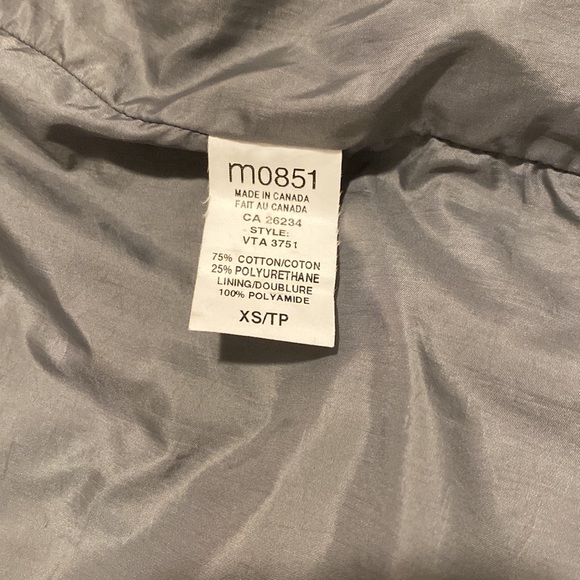 m0851
MADE IN CANADA
FAIT AU CANADA
CA 26234
STYLE:
VTA 3751
75% COTTON/COTON
25% POLYURETHANE
LINING/DOUBLURE
100% POLYAMIDE
XS/TP